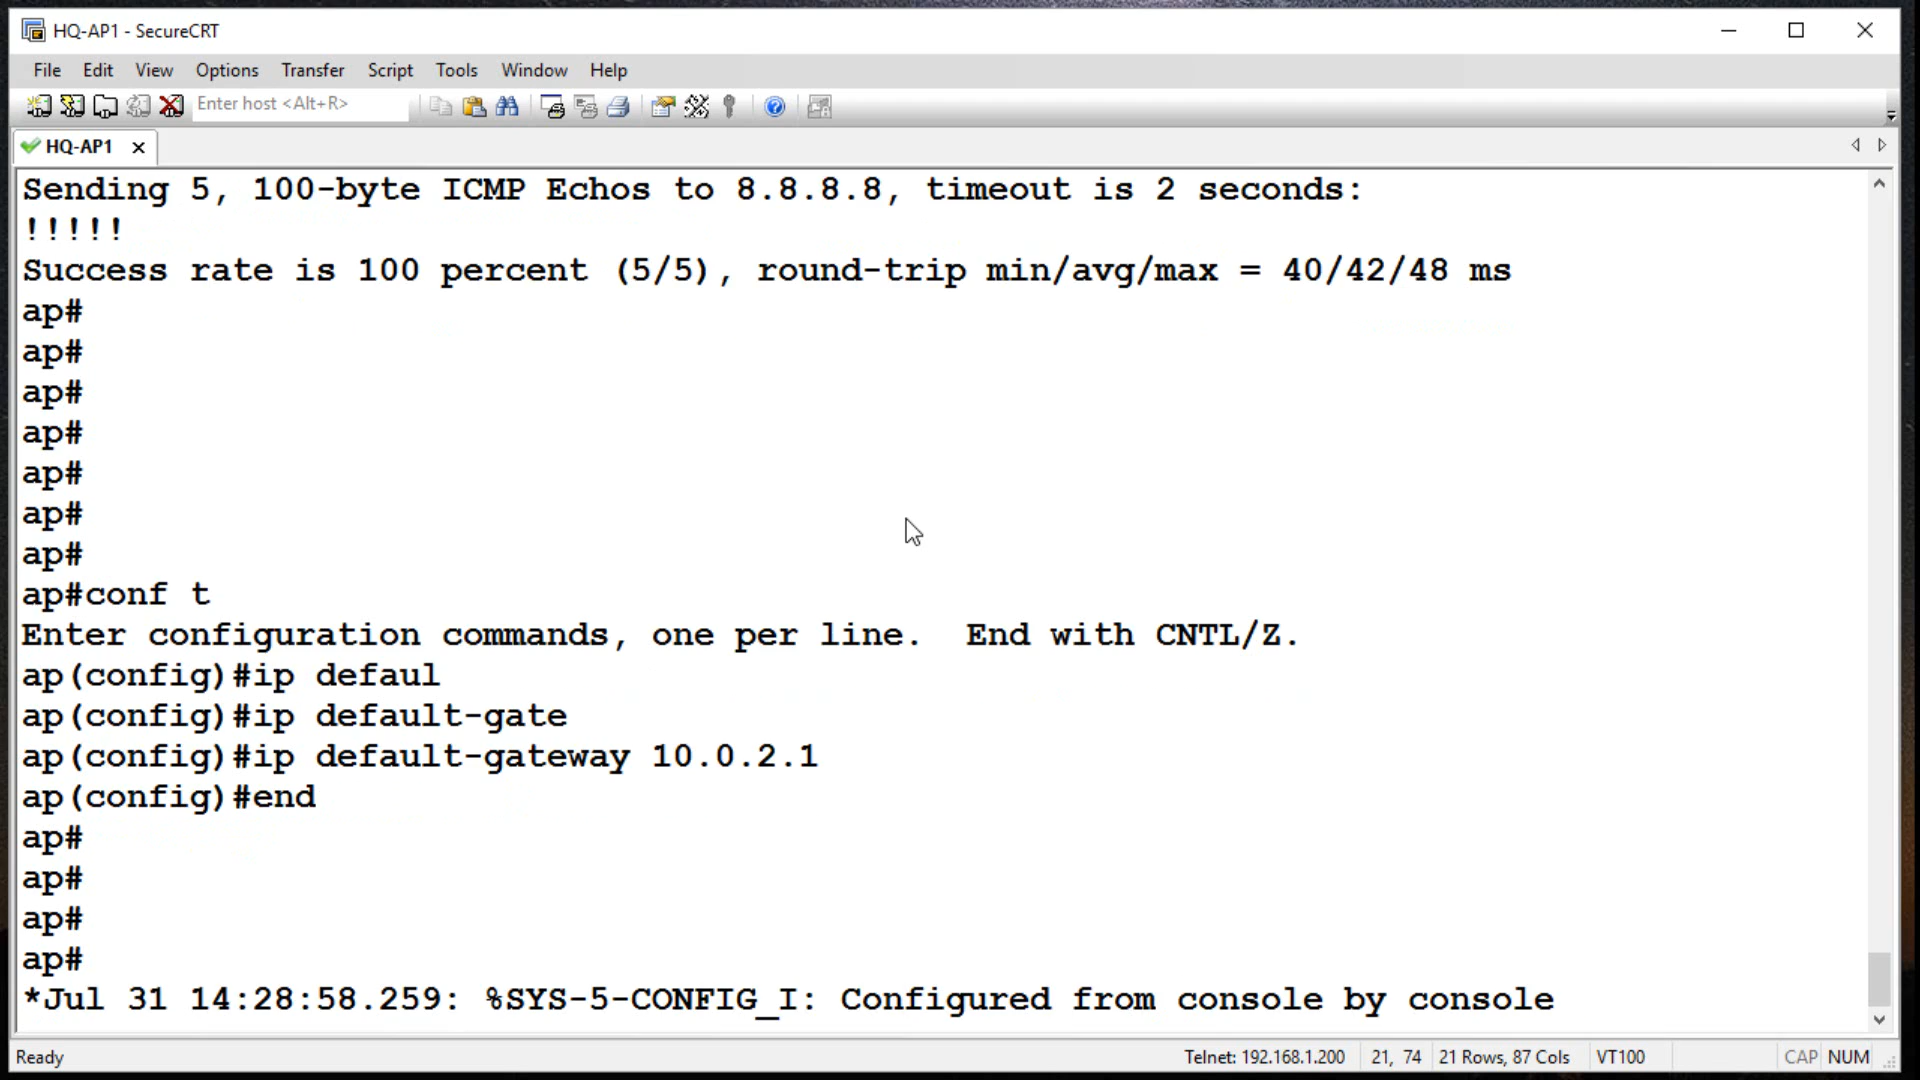 HQ-AP1 - SecureCRT
File Edit View Options Transfer Script Tools Window Help
Enter host <Alt+R>
HQ-AP1
Sending 5, 100-byte ICMP Echos to 8.8.8.8, timeout is 2 seconds:
!!!!!
Success rate is 100 percent (5/5), round-trip min/avg/max = 40/42/48 ms
ap#
ap#
ap#
ap#
ap#
ap#
ap#
ap#conf t
Enter configuration commands, one per line.  End with CNTL/Z.
ap(config)#ip defaul
ap(config)#ip default-gate
ap(config)#ip default-gateway 10.0.2.1
ap(config)#end
ap#
ap#
ap#
ap#
*Jul 31 14:28:58.259: %SYS-5-CONFIG_I: Configured from console by console
Ready Telnet: 192.168.1.200 21, 74 21 Rows, 87 Cols VT100 CAP NUM